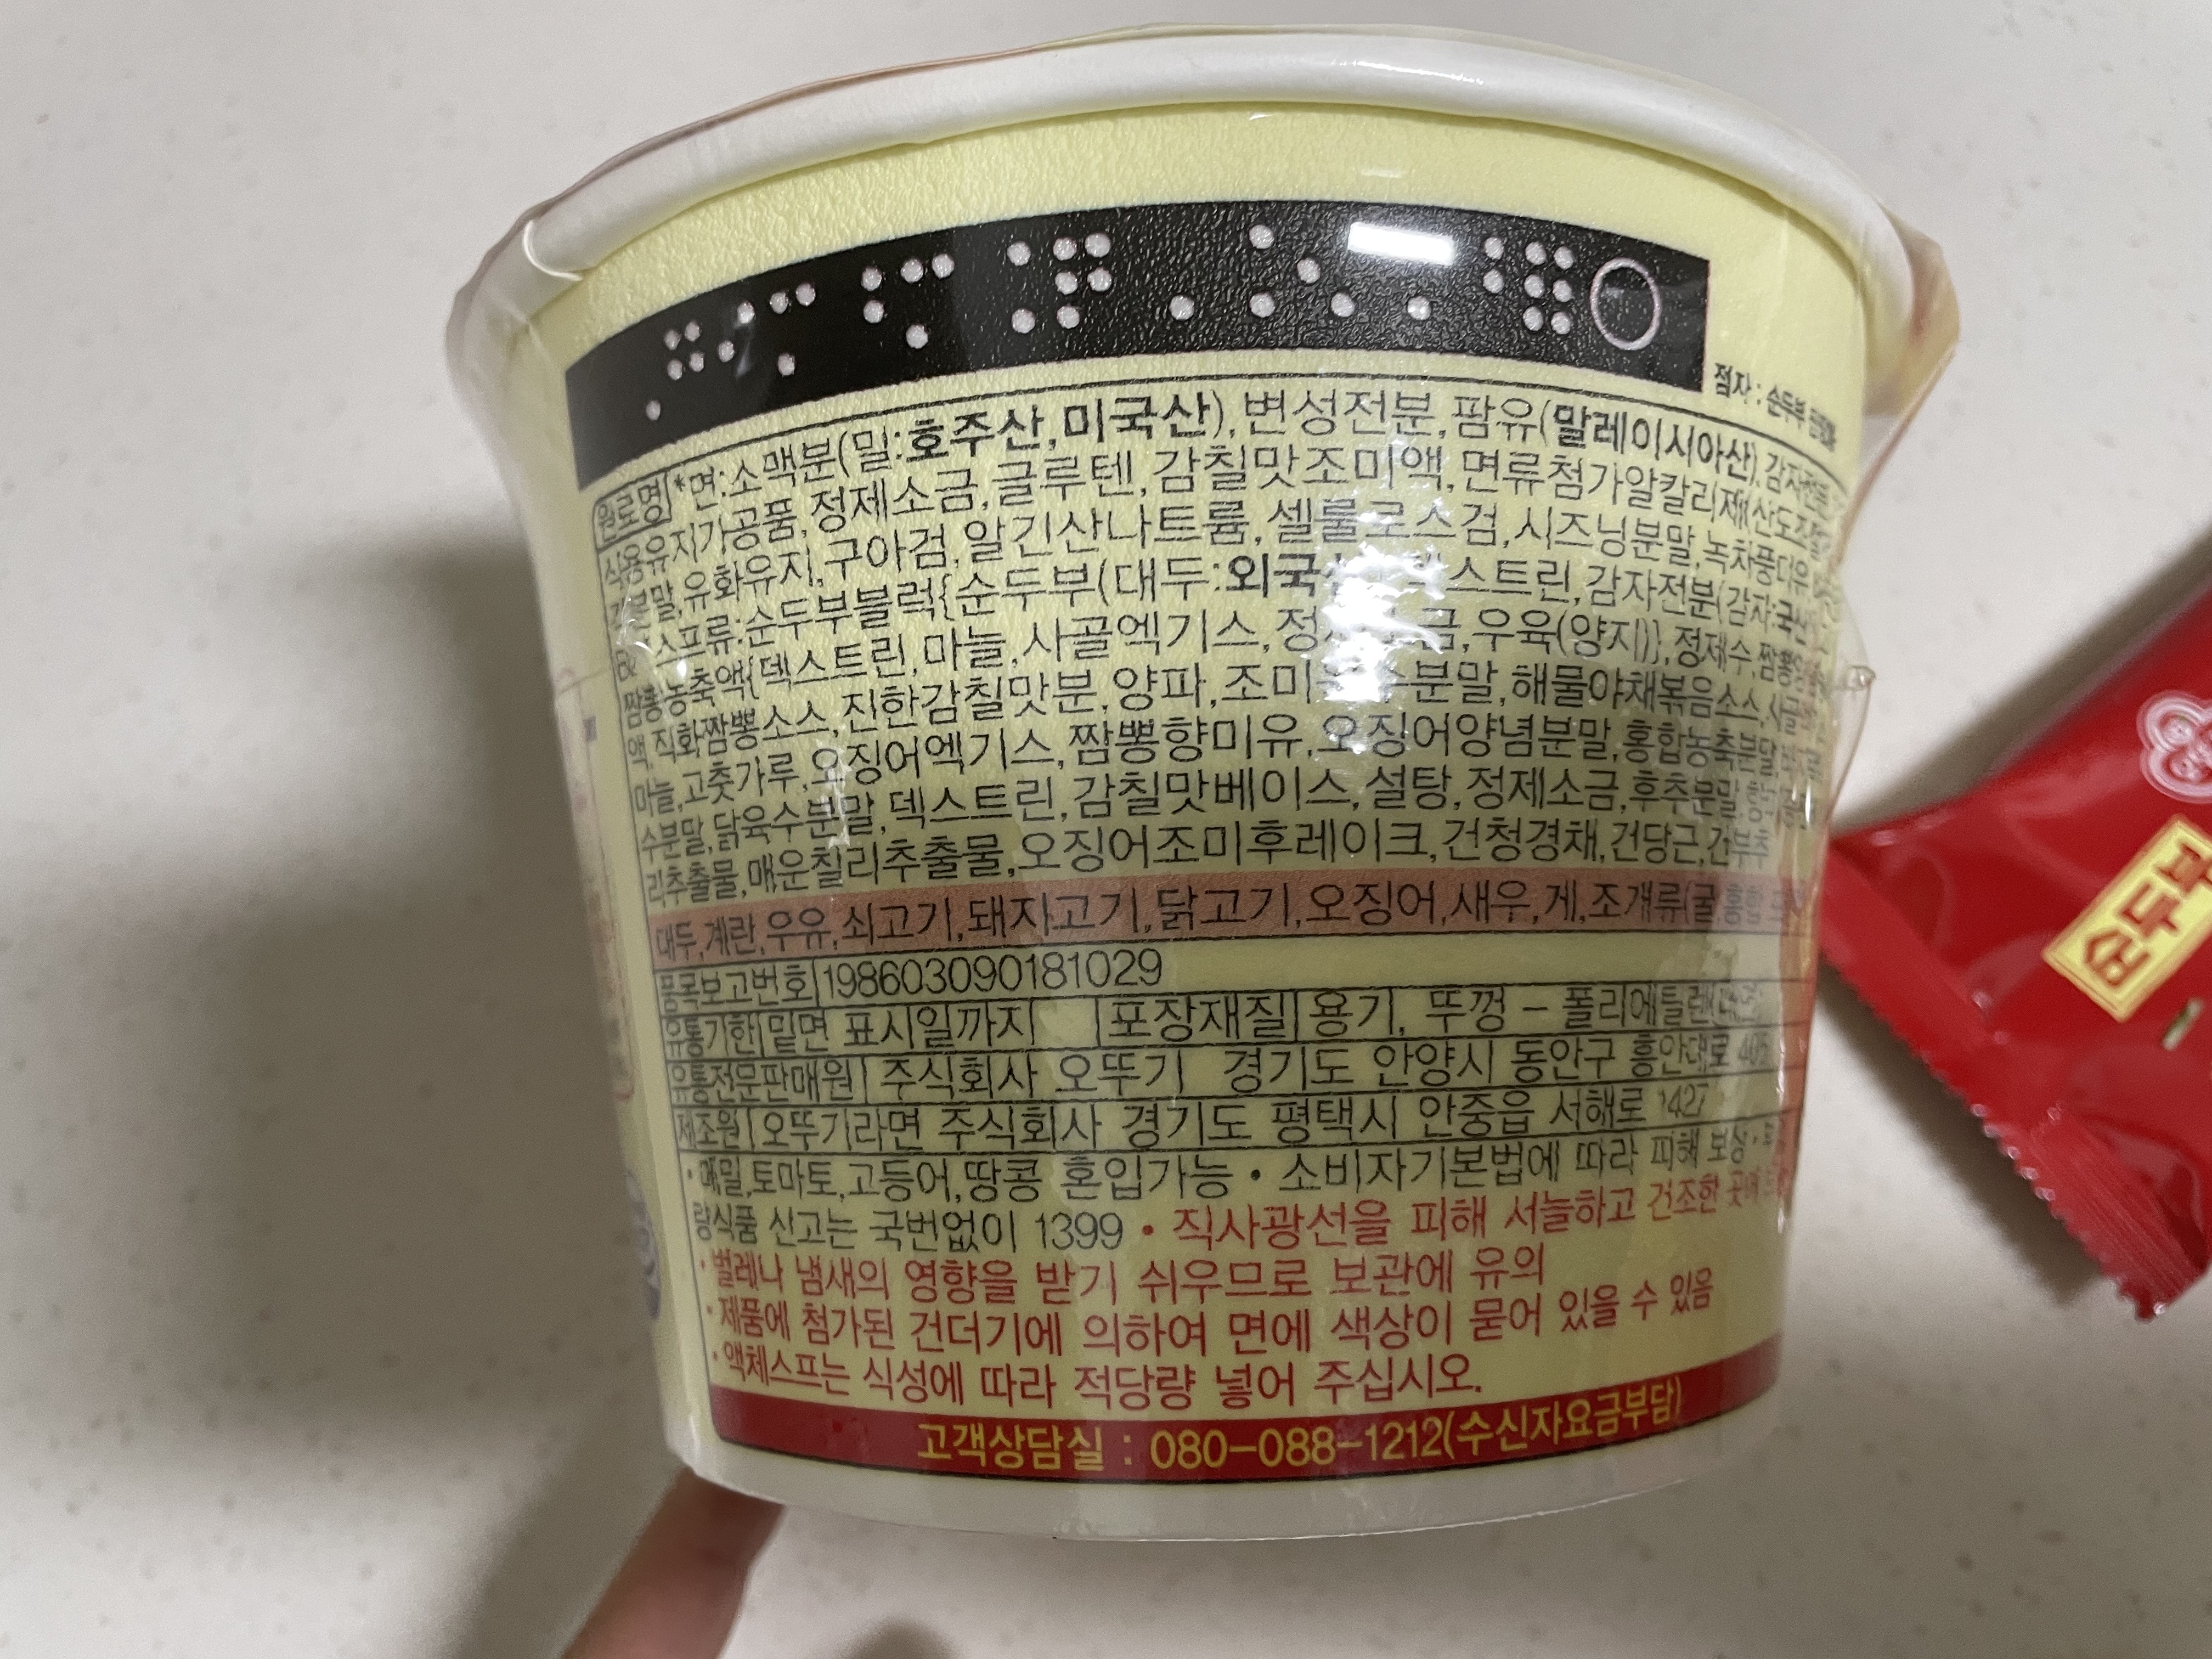 점자 : 순두부
원료명 *면:소맥분(밀:호주산,미국산),변성전분,팜유(말레이시아산),감자전분
식용유지가공품,정제소금,글루텐,감칠맛조미액,면류첨가알칼리제(산도조절
분말,유화유지,구아검,알긴산나트륨,셀룰로스검,시즈닝분말,녹차풍미유
*스프류:순두부블럭{순두부(대두:외국 스트린,감자전분(감자:국산
짬뽕농축액{덱스트린,마늘,사골엑기스, 우육(양지)},정제수,짬뽕
액,직화짬뽕소스,진한감칠맛분,양파, 해물야채볶음소스,사골
마늘,고춧가루,오징어엑기스,짬뽕향미유,오징어양념분말,홍합농축분말
수분말,닭육수분말,덱스트린,감칠맛베이스,설탕,정제소금,후추분말
리추출물,매운칠리추출물,오징어조미후레이크,건청경채,건당근,건부추
대두,계란,우유,쇠고기,돼지고기,닭고기,오징어,새우,게,조개류(굴,홍합
품목보고번호 198603090181029
유통기한 밑면 표시일까지 포장재질 용기, 뚜껑 - 폴리에틸렌
유통전문판매원 주식회사 오뚜기 경기도 안양시 동안구 흥안대로 405
제조원 오뚜기라면 주식회사 경기도 평택시 안중읍 서해로 1427
• 메밀,토마토,고등어,땅콩 혼입가능 • 소비자기본법에 따라 피해 보상
량식품 신고는 국번없이 1399 • 직사광선을 피해 서늘하고 건조한 곳에
• 벌레나 냄새의 영향을 받기 쉬우므로 보관에 유의
• 제품에 첨가된 건더기에 의하여 면에 색상이 묻어 있을 수 있음
• 액체스프는 식성에 따라 적당량 넣어 주십시오.
고객상담실 : 080-088-1212(수신자요금부담)